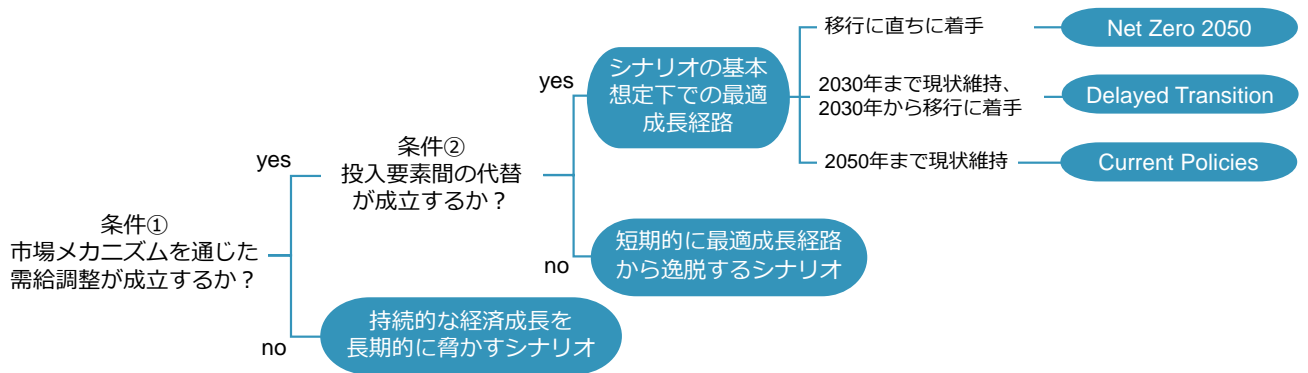 条件①
市場メカニズムを通じた
需給調整が成立するか？
yes
no
条件②
投入要素間の代替
が成立するか？
持続的な経済成長を
長期的に脅かすシナリオ
yes
no
シナリオの基本
想定下での最適
成長経路
短期的に最適成長経路
から逸脱するシナリオ
移行に直ちに着手
Net Zero 2050
2030年まで現状維持、
2030年から移行に着手
Delayed Transition
2050年まで現状維持
Current Policies